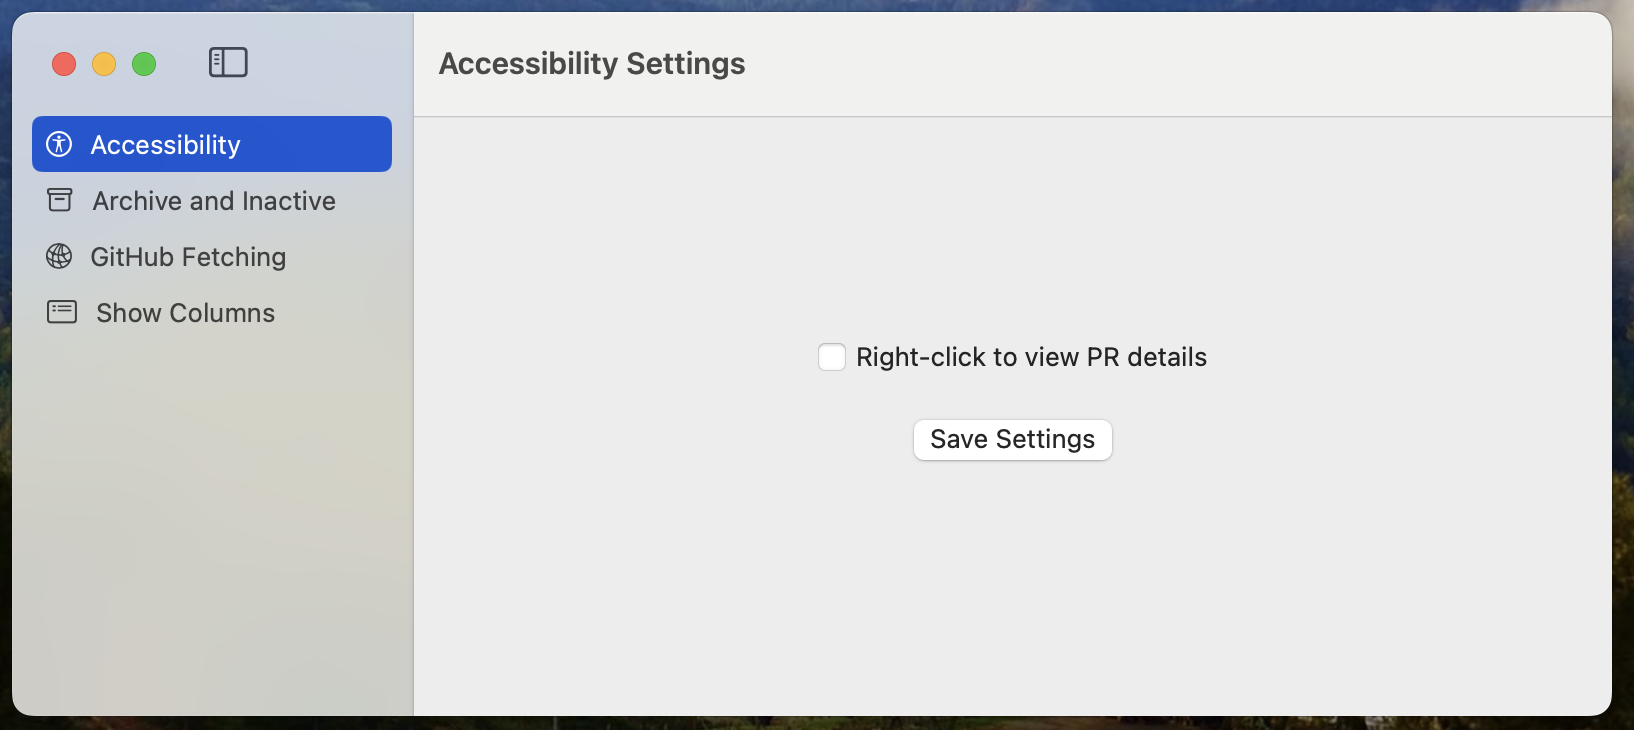 Accessibility Settings
Accessibility
Archive and Inactive
GitHub Fetching
Show Columns
Right-click to view PR details
Save Settings